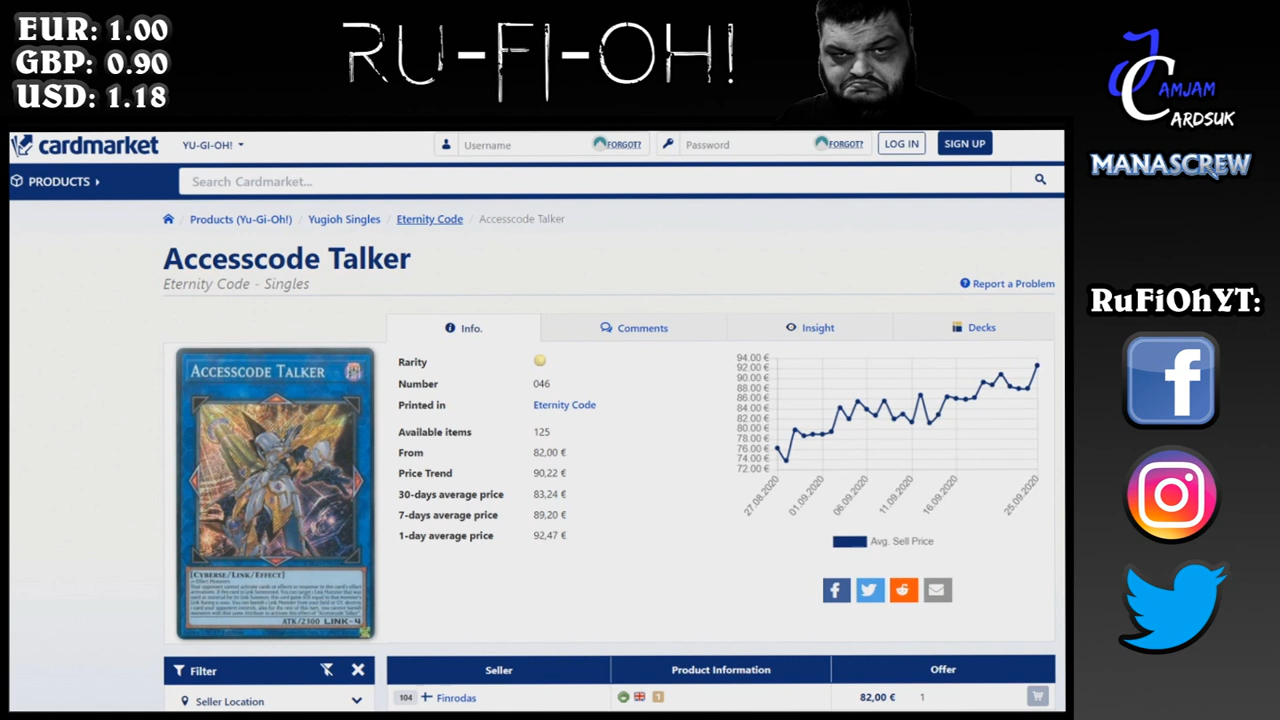 EUR: 1.00
GBP: 0.90
USD: 1.18
RU-FI-OH!
JAMJAM
CARDSUK
MANASCREW
RuFiOhYT:
cardmarket
YU-GI-OH!
Username
FORGOT?
Password
FORGOT?
LOG IN
SIGN UP
PRODUCTS
Search Cardmarket...
Products (Yu-Gi-Oh!) / Yugioh Singles / Eternity Code / Accesscode Talker
Accesscode Talker
Eternity Code - Singles
Report a Problem
Info.
Comments
Insight
Decks
ACCESSCODE TALKER
[CYBERSE/LINK/EFFECT]
ATK/2300 LINK-4
Rarity
Number 046
Printed in Eternity Code
Available items 125
From 82,00 €
Price Trend 90,22 €
30-days average price 83,24 €
7-days average price 89,20 €
1-day average price 92,47 €
94.00 €
92.00 €
90.00 €
88.00 €
86.00 €
84.00 €
82.00 €
80.00 €
78.00 €
76.00 €
74.00 €
72.00 €
27.08.2020
01.09.2020
06.09.2020
11.09.2020
16.09.2020
25.09.2020
Avg. Sell Price
Filter
Seller Location
Seller
Product Information
Offer
104 Finrodas
1
82,00 €
1